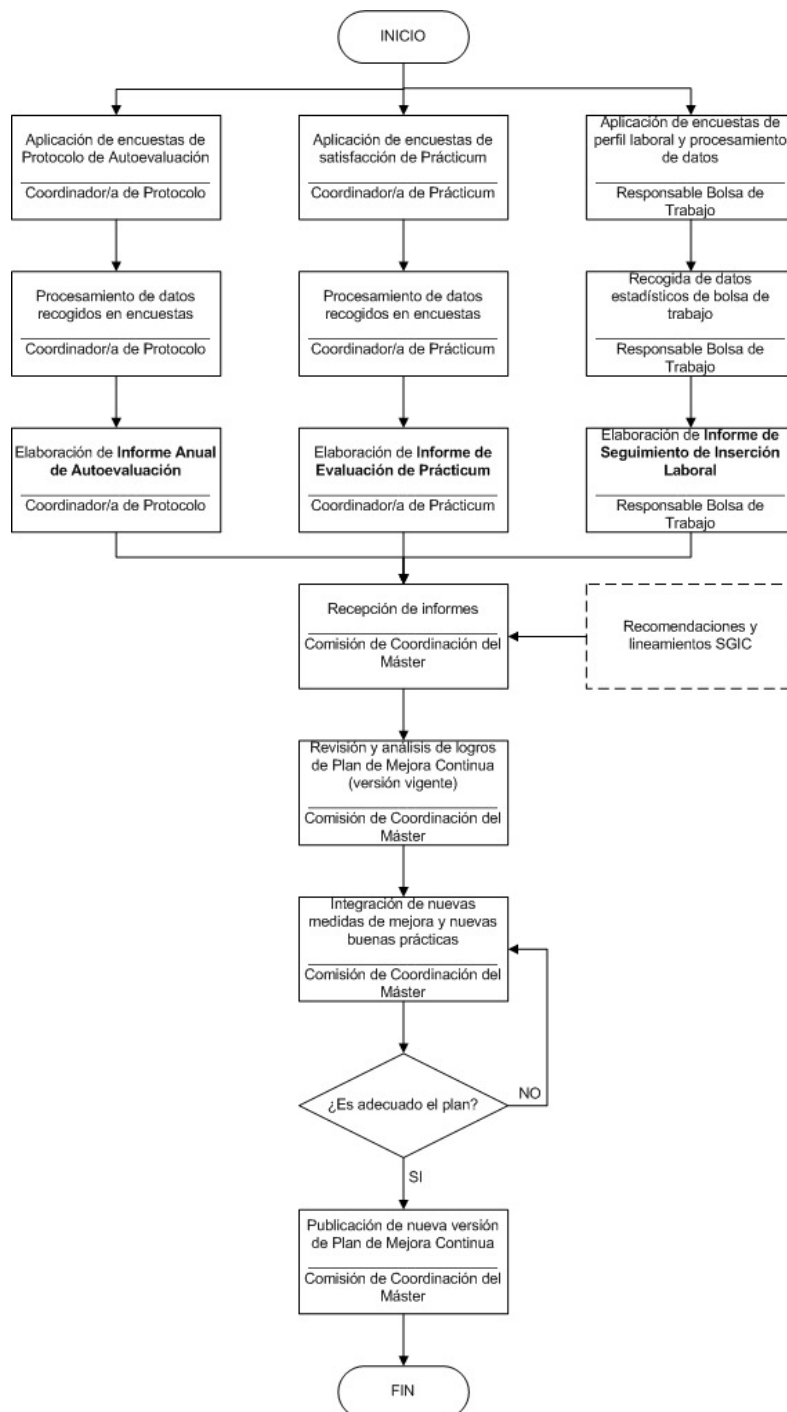 INICIO
Aplicación de encuestas de
Protocolo de Autoevaluación
Coordinador/a de Protocolo
Aplicación de encuestas de
satisfacción de Prácticum
Coordinador/a de Prácticum
Aplicación de encuestas de
perfil laboral y procesamiento
de datos
Responsable Bolsa de
Trabajo
Procesamiento de datos
recogidos en encuestas
Coordinador/a de Protocolo
Procesamiento de datos
recogidos en encuestas
Coordinador/a de Prácticum
Recogida de datos
estadísticos de bolsa de
trabajo
Responsable Bolsa de
Trabajo
Elaboración de Informe Anual
de Autoevaluación
Coordinador/a de Protocolo
Elaboración de Informe de
Evaluación de Prácticum
Coordinador/a de Prácticum
Elaboración de Informe de
Seguimiento de Inserción
Laboral
Responsable Bolsa de
Trabajo
Recepción de informes
Comisión de Coordinación del
Máster
Recomendaciones y
lineamientos SGIC
Revisión y análisis de logros
de Plan de Mejora Continua
(versión vigente)
Comisión de Coordinación del
Máster
Integración de nuevas
medidas de mejora y nuevas
buenas prácticas
Comisión de Coordinación del
Máster
¿Es adecuado el plan?
NO
SI
Publicación de nueva versión
de Plan de Mejora Continua
Comisión de Coordinación del
Máster
FIN